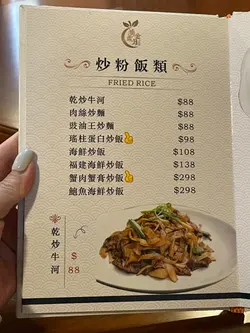 炒粉飯類
FRIED RICE
乾炒牛河 $88
肉絲炒麵 $88
豉油王炒麵 $88
瑤柱蛋白炒飯 $98
海鮮炒飯 $108
福建海鮮炒飯 $138
蟹肉蟹膏炒飯 $298
鮑魚海鮮炒飯 $298
乾炒牛河
$88